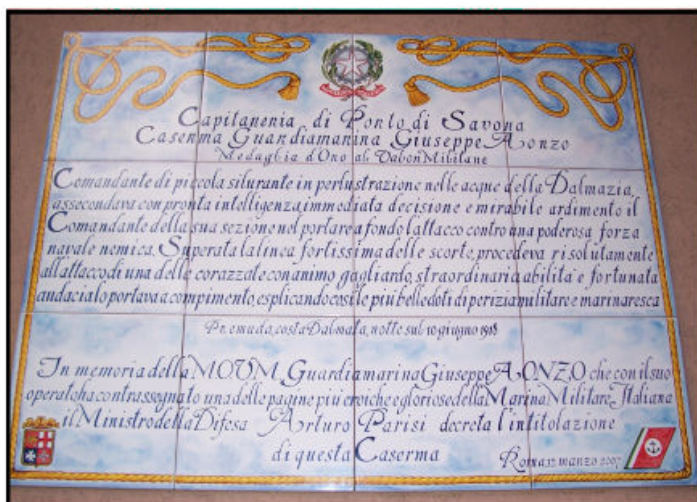 Capitaneria di Porto di Savona
Caserma Guardiamarina Giuseppe Aonzo
Medaglia d'Oro al Valor Militare
Comandante di piccola silurante in perlustrazione nelle acque della Dalmazia,
assecondava con pronta intelligenza, immediata decisione e mirabile ardimento il
Comandante della sua sezione nel portare a fondo l'attacco contro una poderosa forza
navale nemica. Superata la linea fortissima delle scorte, procedeva risolutamente
all'attacco di una delle corazzate con animo gagliardo, straordinaria abilità e fortunata
audacia lo portava a compimento, esplicando così le più belle doti di perizia militare e marinaresca
Premuda, costa Dalmata, notte sul 10 giugno 1918
In memoria della M.O.V.M. Guardiamarina Giuseppe AONZO che con il suo
operato ha contrassegnato una delle pagine più eroiche e gloriose della Marina Militare Italiana
il Ministro della Difesa Arturo Parisi decreta l'intitolazione
di questa Caserma
Roma, 12 marzo 2007